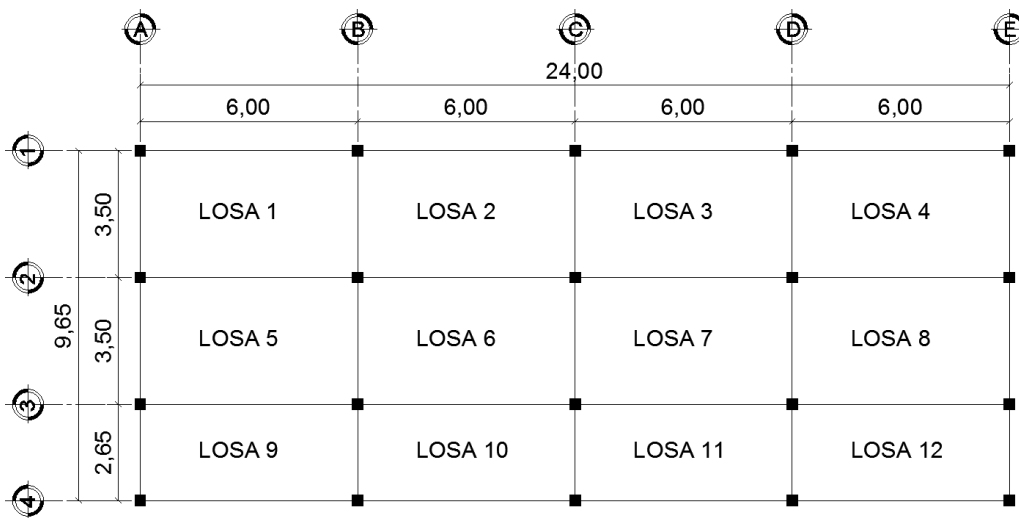 A B C D E
24,00
6,00 6,00 6,00 6,00
1
3,50
LOSA 1 LOSA 2 LOSA 3 LOSA 4
2
9,65
3,50
LOSA 5 LOSA 6 LOSA 7 LOSA 8
3
2,65
LOSA 9 LOSA 10 LOSA 11 LOSA 12
4